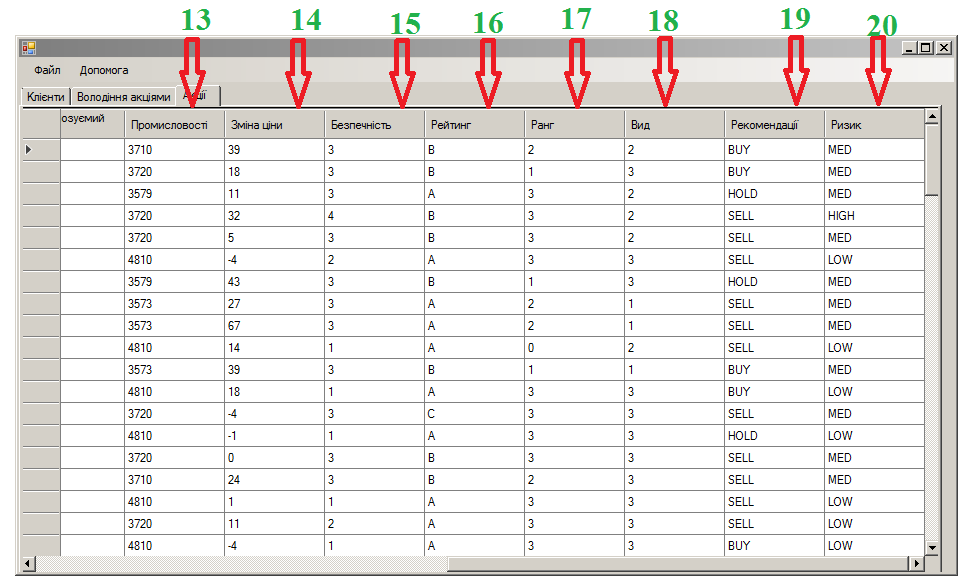 13 14 15 16 17 18 19 20
Файл Допомога
Клієнти Володіння акціями Акції
озуємий Промисловості Зміна ціни Безпечність Рейтинг Ранг Вид Рекомендації Ризик
3710 39 3 B 2 2 BUY MED
3720 18 3 B 1 3 BUY MED
3579 11 3 A 3 2 HOLD MED
3720 32 4 B 3 2 SELL HIGH
3720 5 3 B 3 2 SELL MED
4810 -4 2 A 3 3 SELL LOW
3579 43 3 B 1 3 HOLD MED
3573 27 3 A 2 1 SELL MED
3573 67 3 A 2 1 SELL MED
4810 14 1 A 0 2 SELL LOW
3573 39 3 B 1 1 BUY MED
4810 18 1 A 3 3 BUY LOW
3720 -4 3 C 3 3 SELL MED
4810 -1 1 A 3 3 HOLD LOW
3720 0 3 B 3 3 SELL MED
3710 24 3 B 2 3 SELL MED
4810 1 1 A 3 3 SELL LOW
3720 11 2 A 3 3 SELL LOW
4810 -4 1 A 3 3 BUY LOW